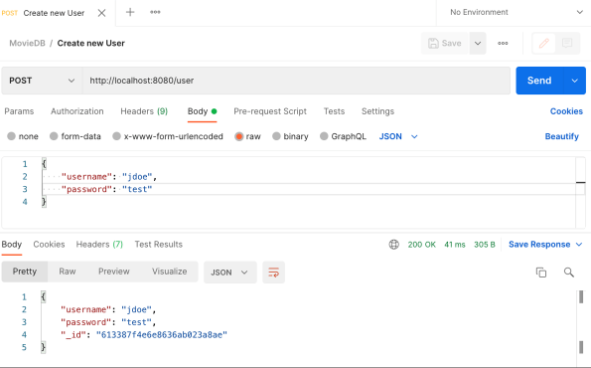 POST Create new User
No Environment
MovieDB / Create new User
Save
POST
http://localhost:8080/user
Send
Params Authorization Headers (9) Body Pre-request Script Tests Settings Cookies
none form-data x-www-form-urlencoded raw binary GraphQL JSON Beautify
1 {
2 "username": "jdoe",
3 "password": "test"
4 }
Body Cookies Headers (7) Test Results 200 OK 41 ms 305 B Save Response
Pretty Raw Preview Visualize JSON
1 {
2 "username": "jdoe",
3 "password": "test",
4 "_id": "613387f4e6e8636ab023a8ae"
5 }